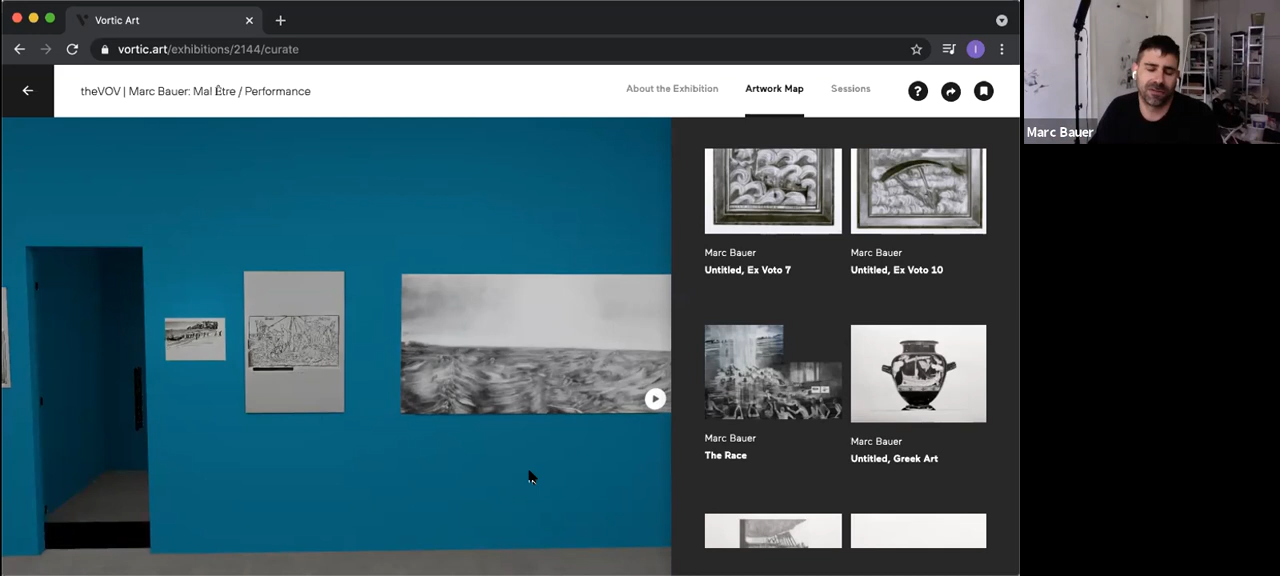 Vortic Art
vortic.art/exhibitions/2144/curate
I
theVOV | Marc Bauer: Mal Être / Performance
About the Exhibition
Artwork Map
Sessions
?
Marc Bauer
Marc Bauer
Untitled, Ex Voto 7
Marc Bauer
Untitled, Ex Voto 10
Marc Bauer
The Race
Marc Bauer
Untitled, Greek Art